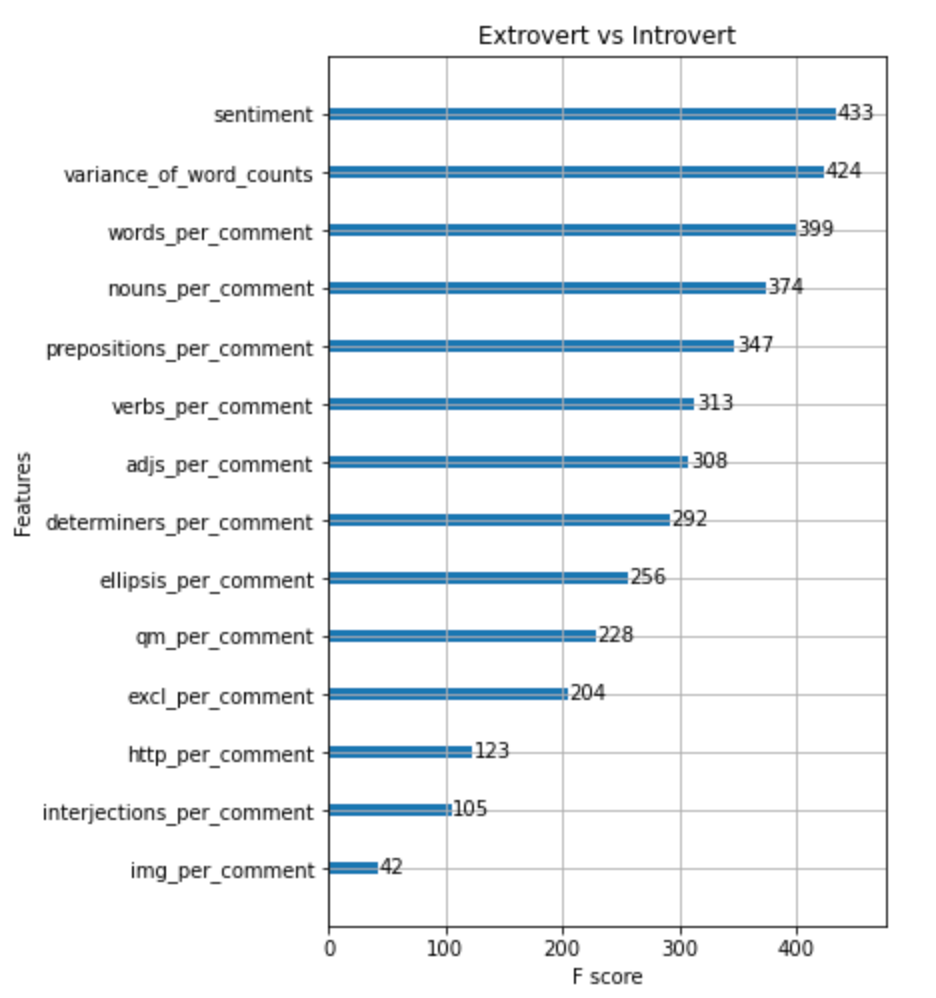 Extrovert vs Introvert
sentiment 433
variance_of_word_counts 424
words_per_comment 399
nouns_per_comment 374
prepositions_per_comment 347
verbs_per_comment 313
adjs_per_comment 308
determiners_per_comment 292
ellipsis_per_comment 256
qm_per_comment 228
excl_per_comment 204
http_per_comment 123
interjections_per_comment 105
img_per_comment 42
Features
0 100 200 300 400
F score